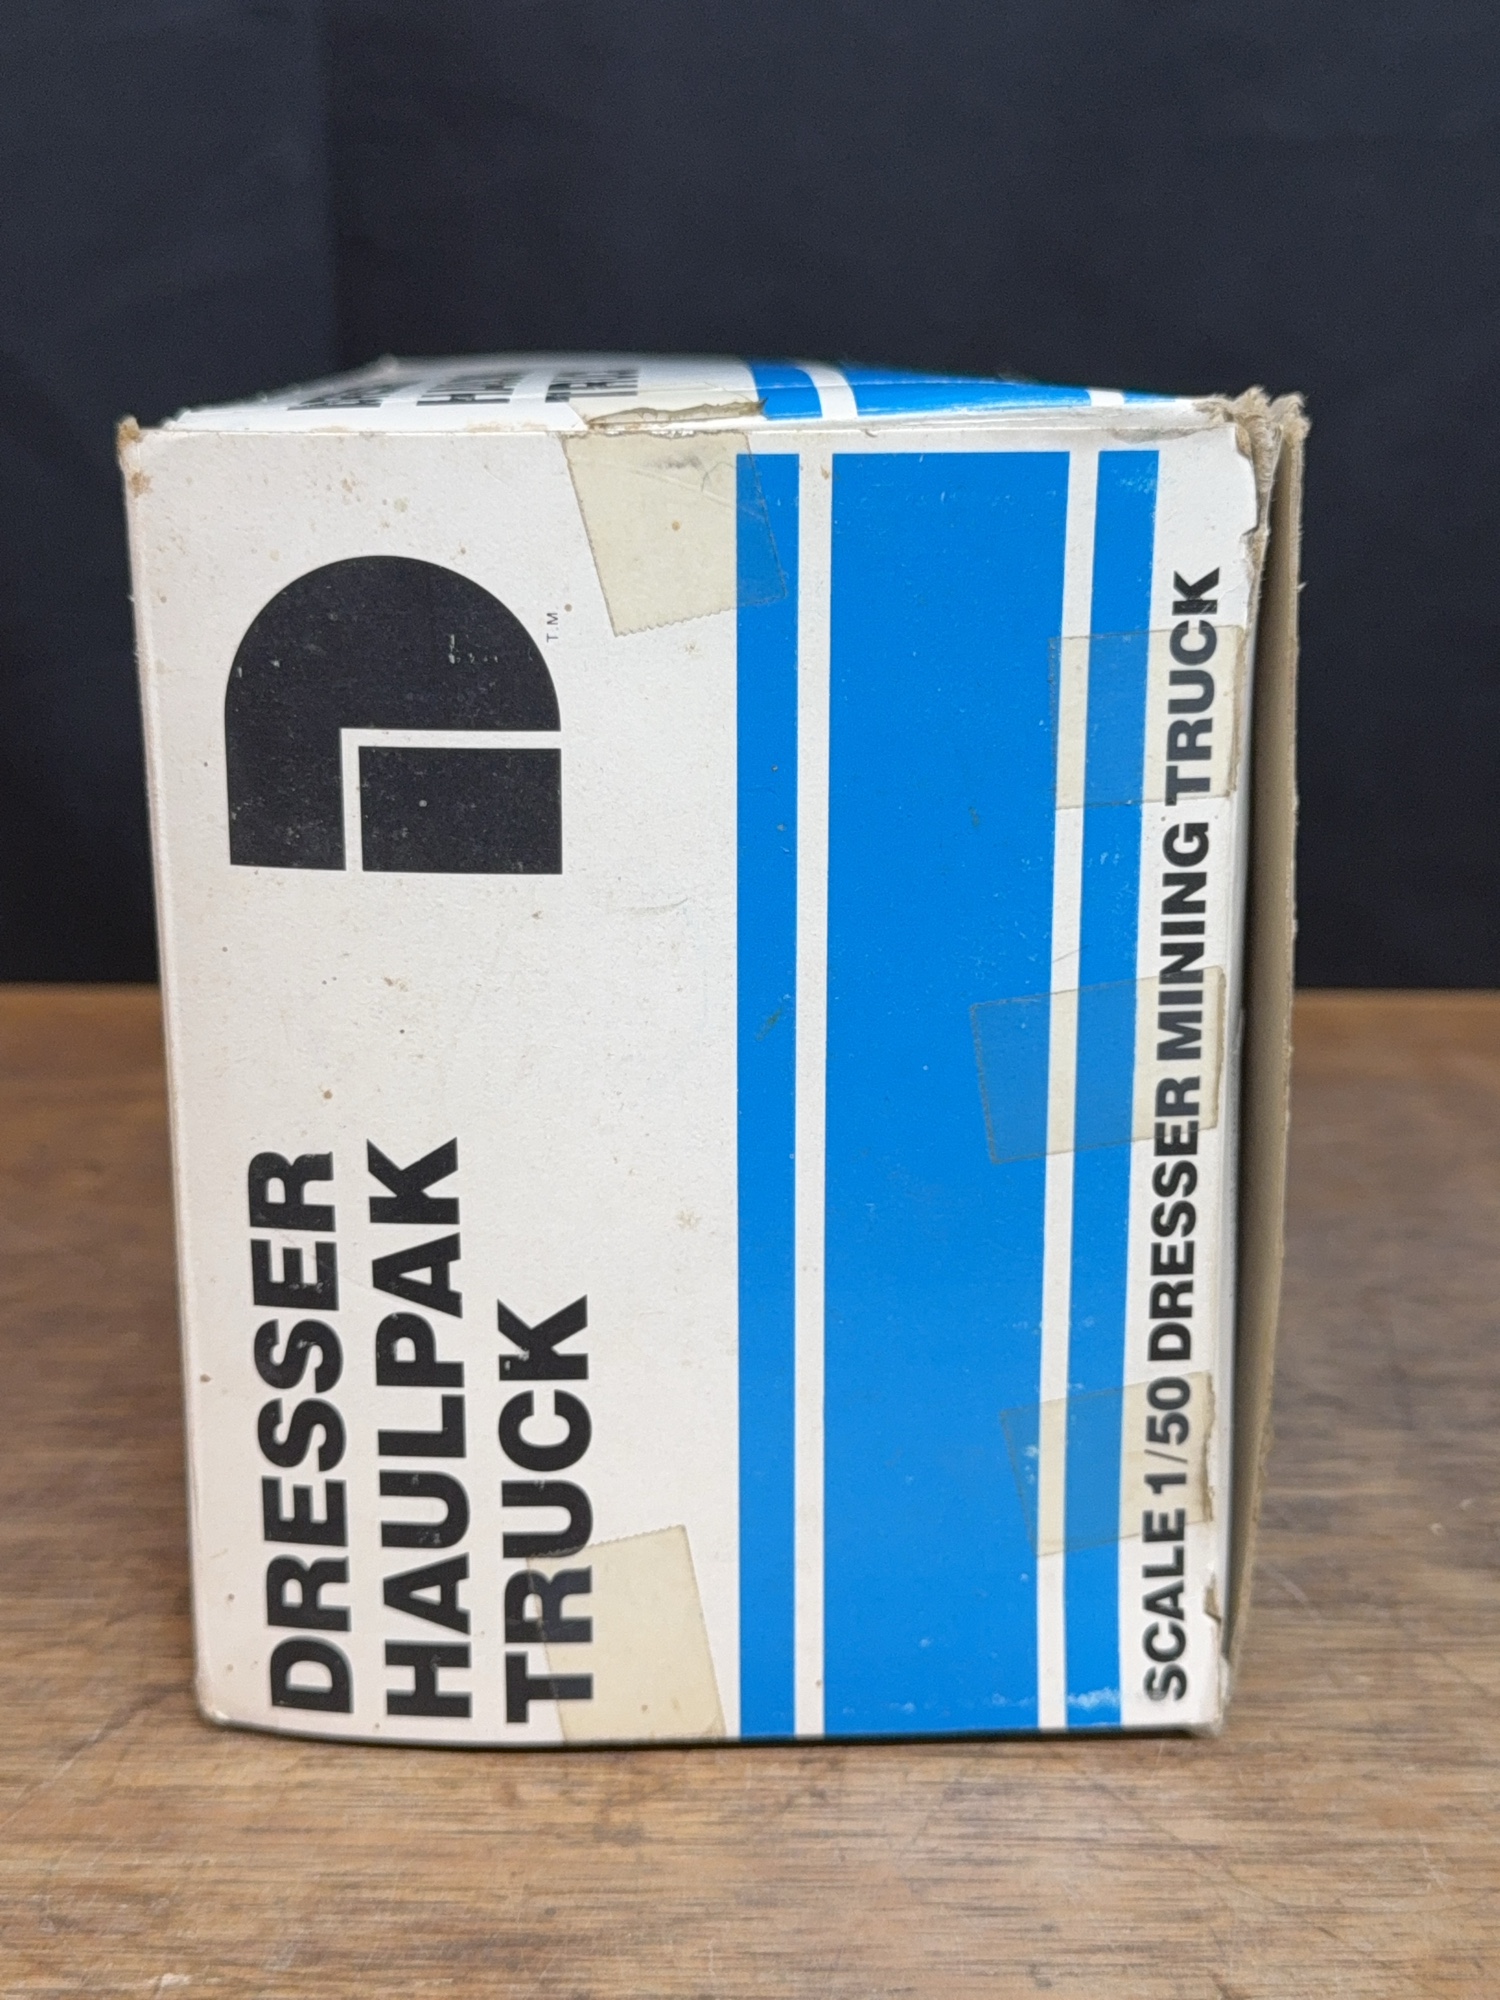 T.M.
DRESSER
HAULPAK
TRUCK
SCALE 1/50 DRESSER MINING TRUCK